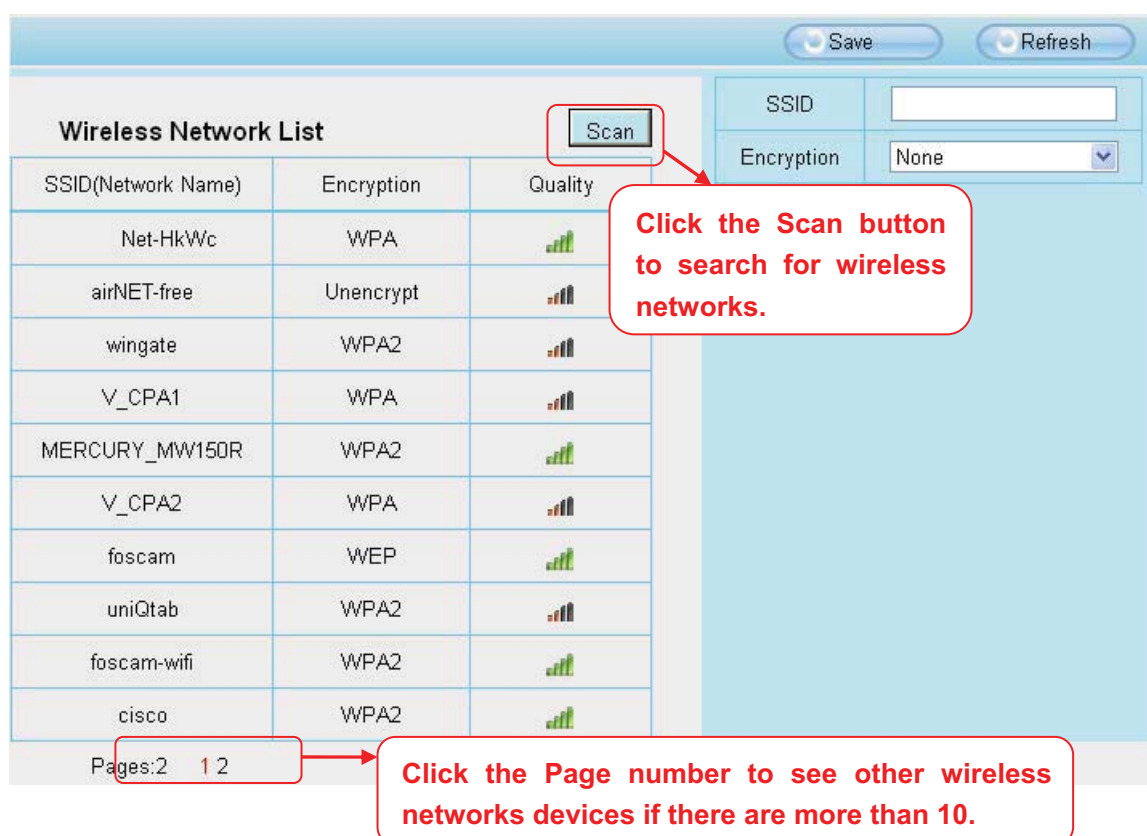 Save Refresh
SSID
Wireless Network List Scan
Encryption None
SSID(Network Name) Encryption Quality
Click the Scan button
to search for wireless
networks.
Net-HkWc WPA
airNET-free Unencrypt
wingate WPA2
V_CPA1 WPA
MERCURY_MW150R WPA2
V_CPA2 WPA
foscam WEP
uniQtab WPA2
foscam-wifi WPA2
cisco WPA2
Pages:2 1 2
Click the Page number to see other wireless
networks devices if there are more than 10.